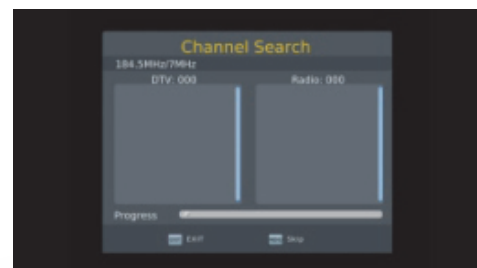 Channel Search
184.5MHz/7MHz
DTV: 000 Radio: 000
Progress
EXIT Skip